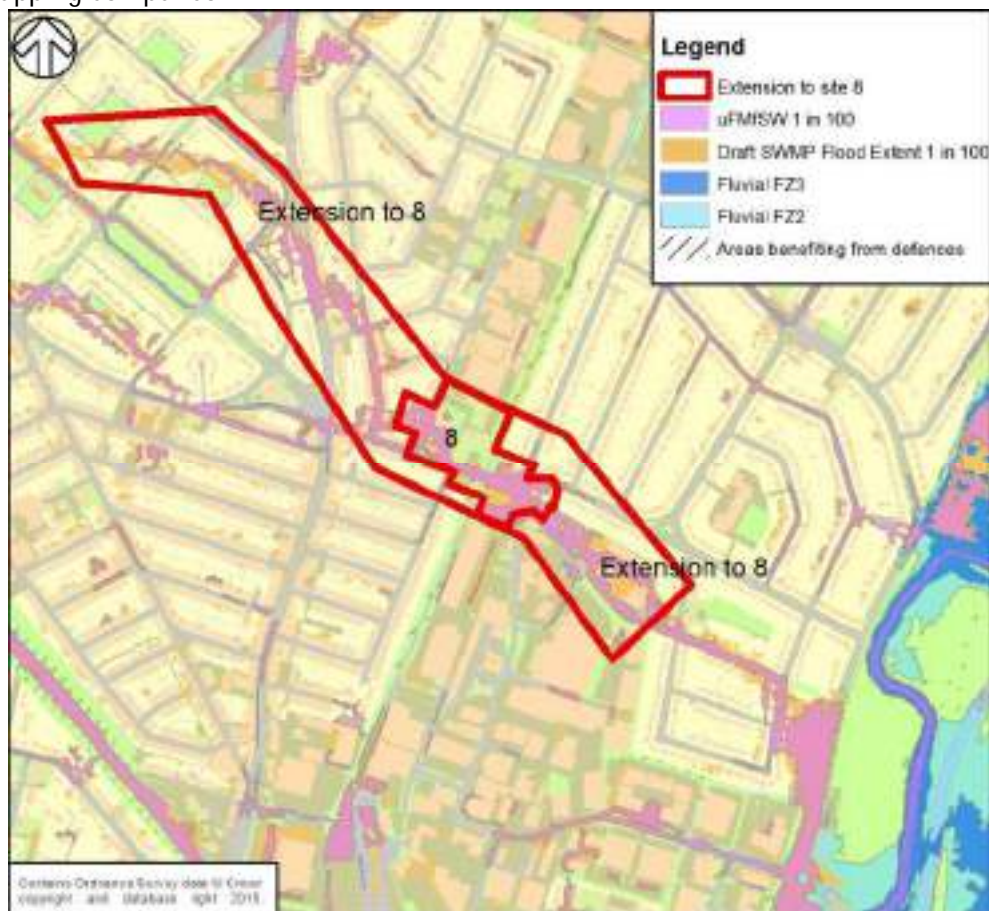 Legend
Extension to site 8
uFMfSW 1 in 100
Draft SWMP Flood Extent 1 in 100
Fluvial FZ3
Fluvial FZ2
Areas benefiting from defences
Extension to 8
8
Extension to 8
Contains Ordnance Survey data © Crown
copyright and database right 2015.